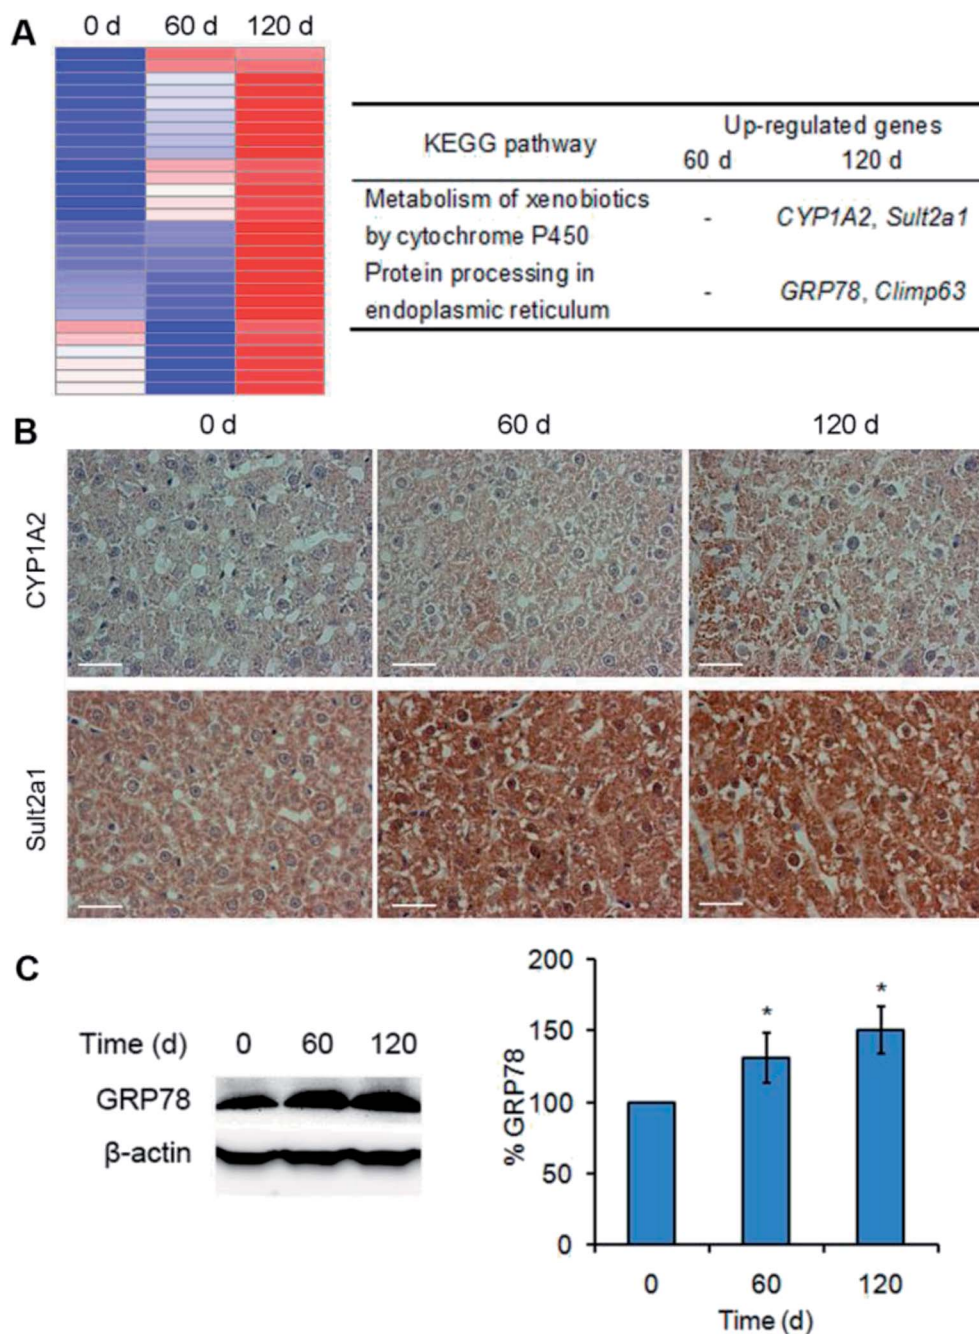 A
0 d 60 d 120 d
KEGG pathway
Up-regulated genes
60 d 120 d
Metabolism of xenobiotics
by cytochrome P450
- CYP1A2, Sult2a1
Protein processing in
endoplasmic reticulum
- GRP78, Climp63
B
0 d 60 d 120 d
CYP1A2
Sult2a1
C
Time (d) 0 60 120
GRP78
β-actin
% GRP78
200
150
100
50
0
* *
0 60 120
Time (d)